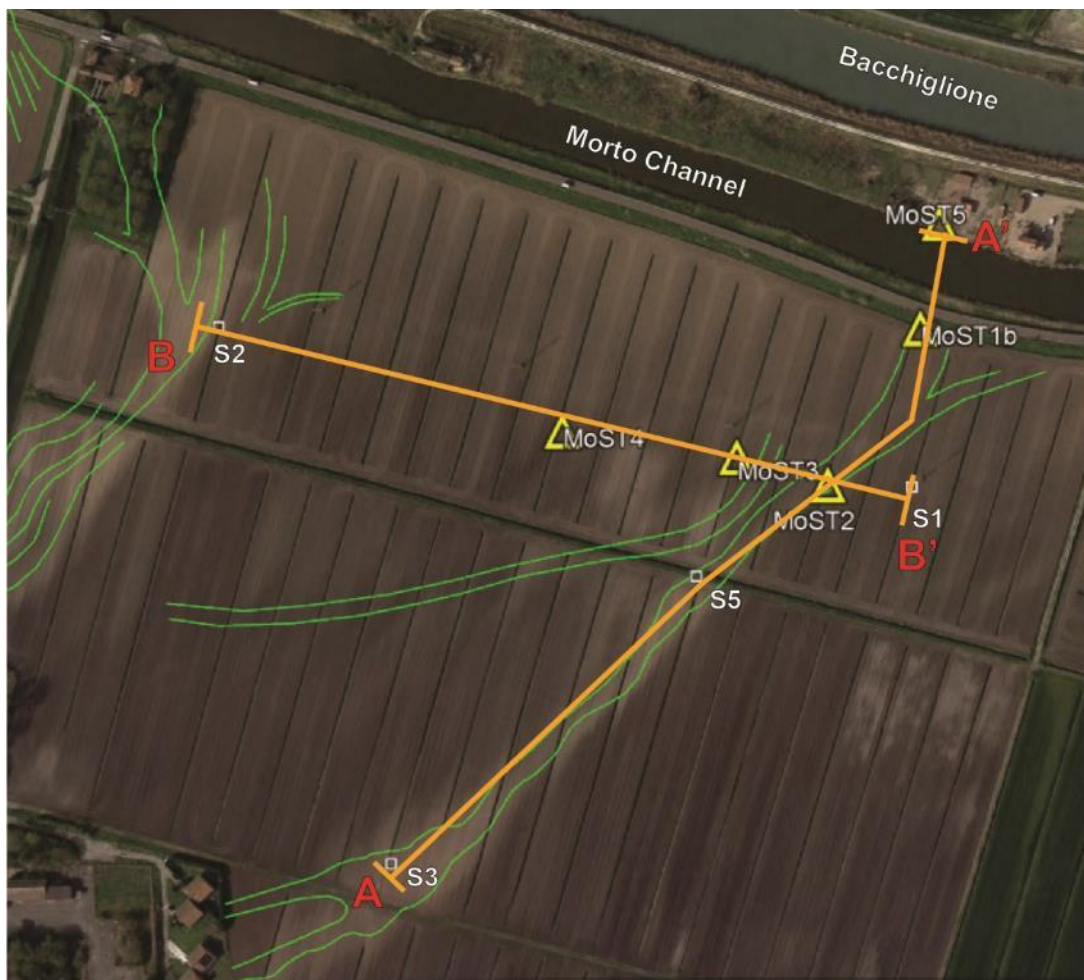 Bacchiglione
Morto Channel
MoST5
A'
MoST1b
B
S2
MoST4
MoST3
MoST2
S1
B'
S5
A
S3